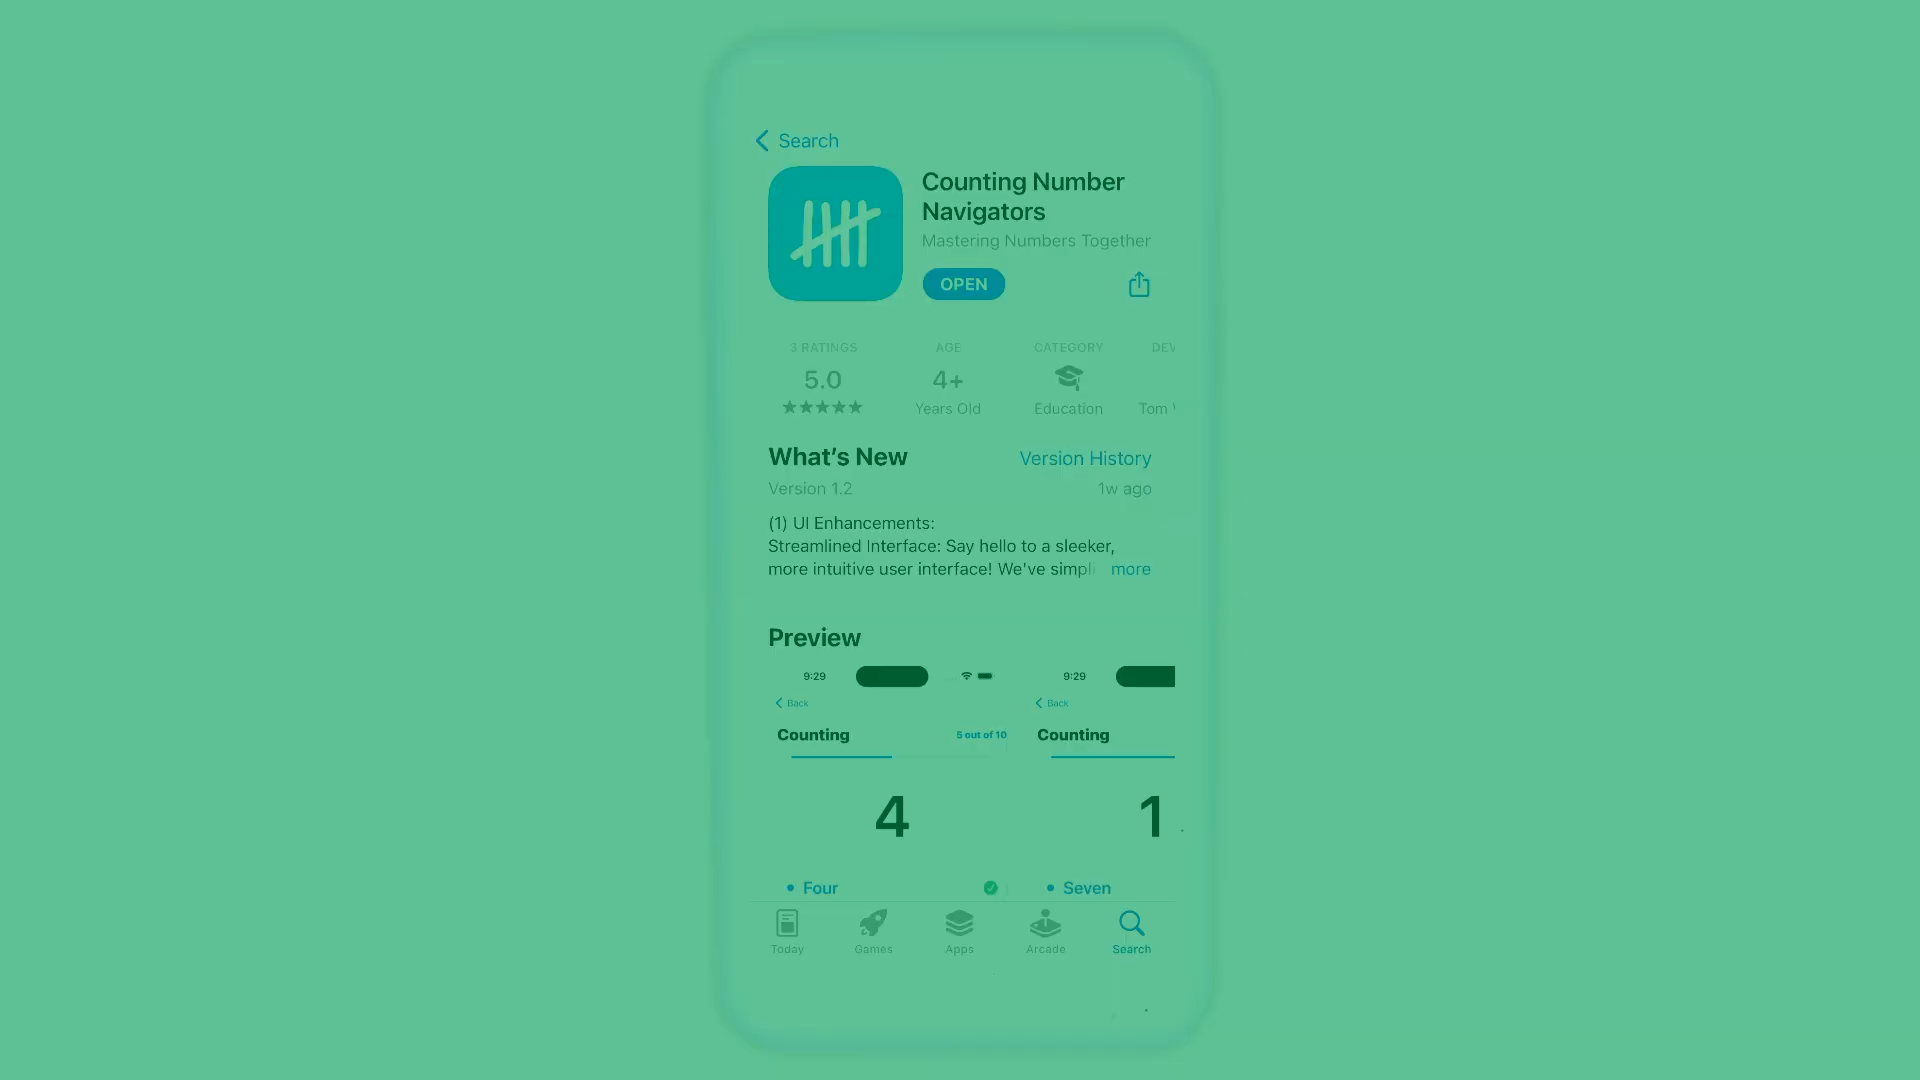 Search
Counting Number
Navigators
Mastering Numbers Together
OPEN
3 RATINGS
AGE
CATEGORY
5.0
4+
Years Old
Education
Tom
What's New
Version History
Version 1.2
1w ago
(1) UI Enhancements:
Streamlined Interface: Say hello to a sleeker,
more intuitive user interface! We've simpli more
Preview
9:29
9:29
Back
Back
Counting
5 out of 10
Counting
4
1
Four
Seven
Today
Games
Apps
Arcade
Search